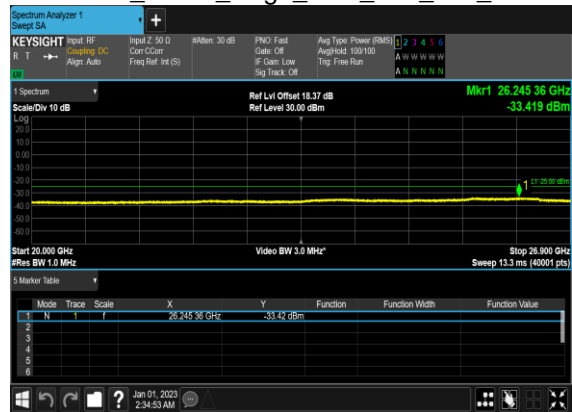 Spectrum Analyzer 1
Swept SA
+
KEYSIGHT Input: RF Input Z: 50 Ω #Atten: 30 dB PNO: Fast Avg Type: Power (RMS) 1 2 3 4 5 6
R T Coupling: DC Corr CCorr Gate: Off Avg|Hold: 100/100 A W W W W W
Align: Auto Freq Ref: Int (S) IF Gain: Low Trig: Free Run
LW Sig Track: Off A N N N N N
1 Spectrum Ref Lvl Offset 18.37 dB Mkr1 26.245 36 GHz
Scale/Div 10 dB Ref Level 30.00 dBm -33.419 dBm
Log
20.0
10.0
0.00
-10.0
-20.0
-30.0
-40.0
-50.0
-60.0
1
Start 20.000 GHz Video BW 3.0 MHz* Stop 26.900 GHz
#Res BW 1.0 MHz Sweep 13.3 ms (40001 pts)
5 Marker Table
Mode Trace Scale X Y Function Function Width Function Value
1 N 1 f 26.245 36 GHz -33.42 dBm
2
3
4
5
6
? Jan 01, 2023
2:34:53 AM